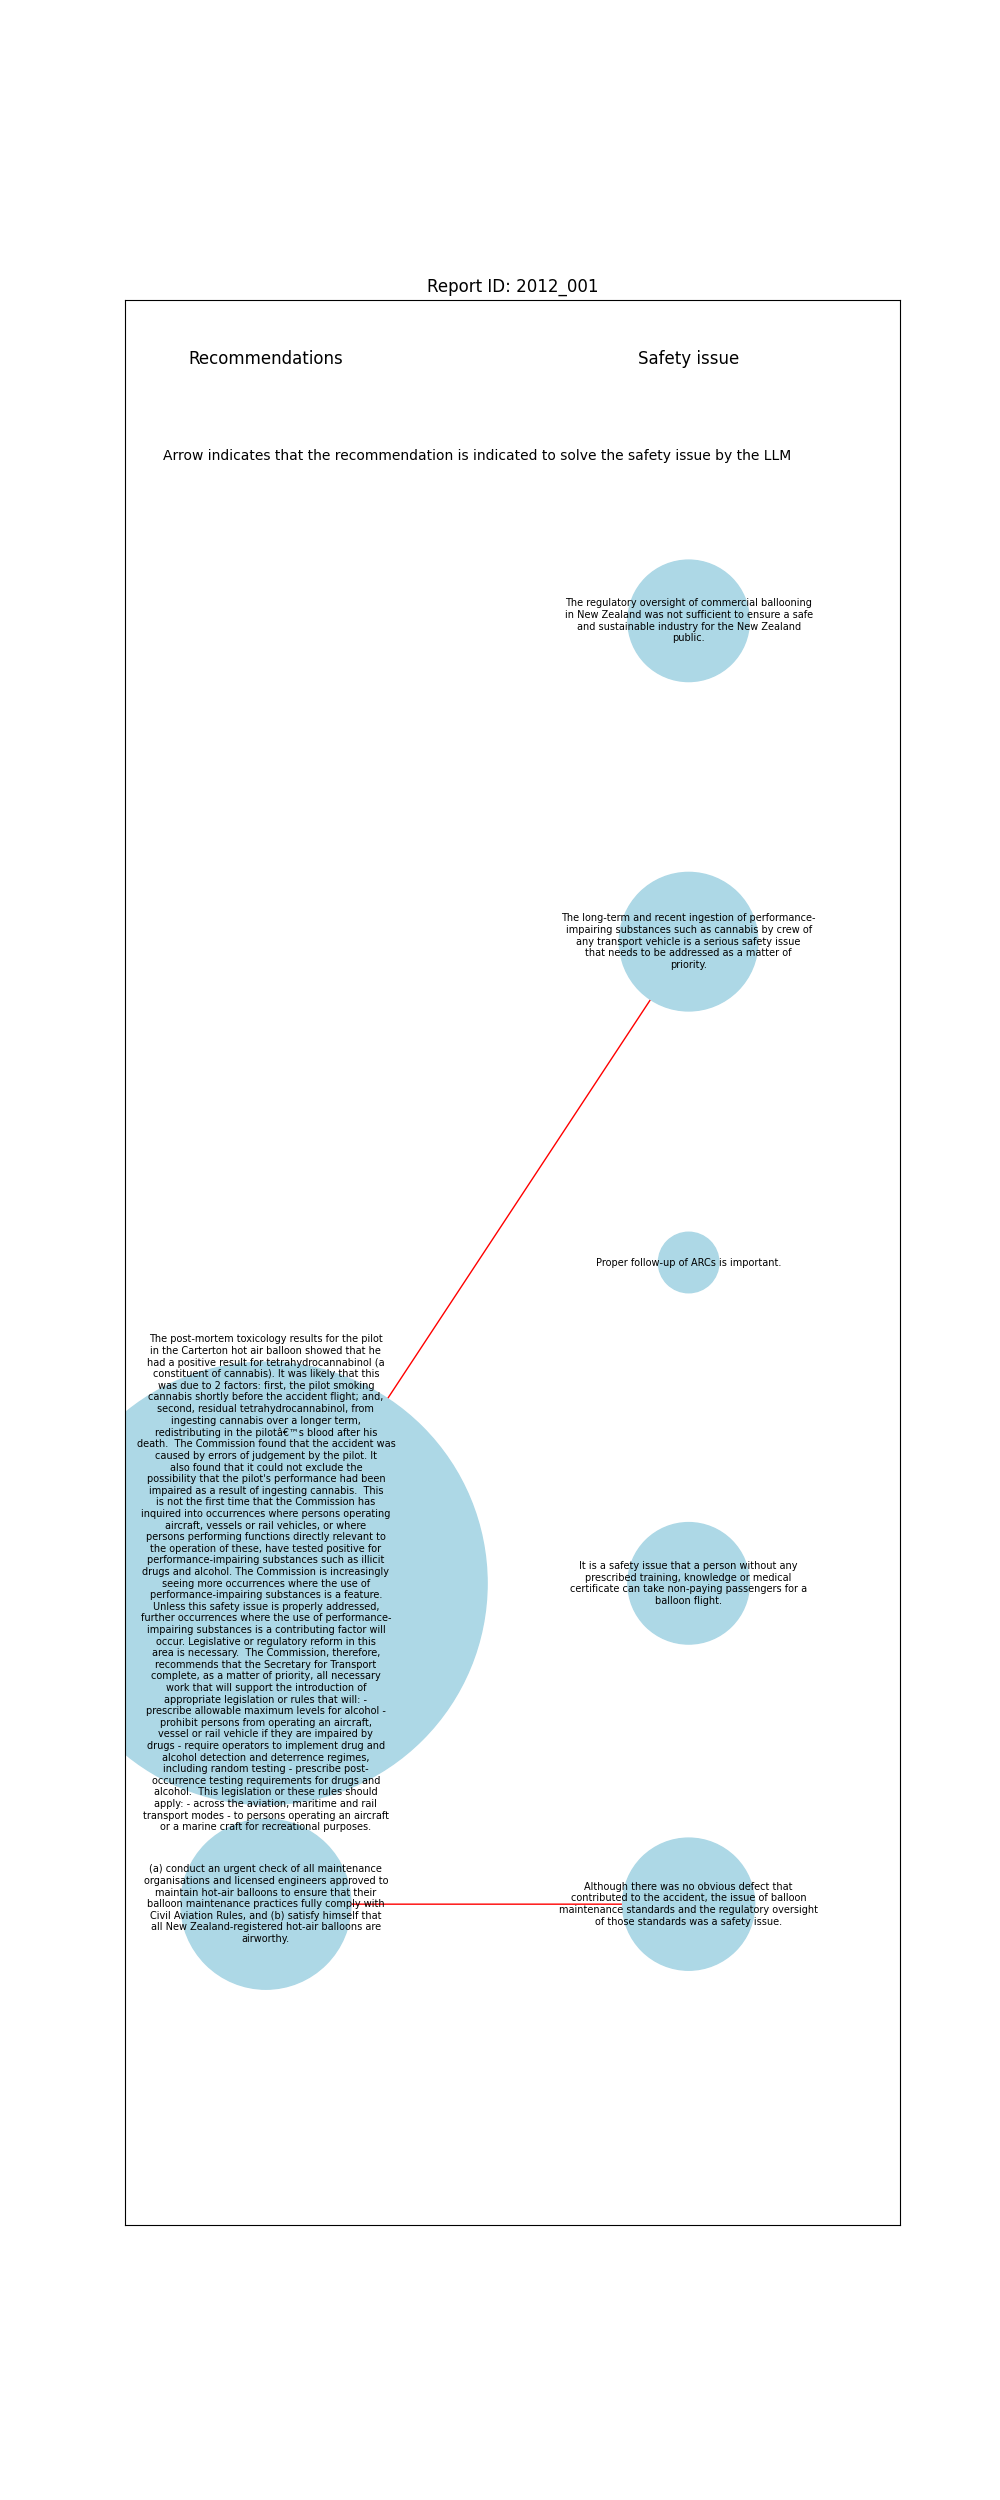 Report ID: 2012_001
Recommendations
Safety issue
Arrow indicates that the recommendation is indicated to solve the safety issue by the LLM
The regulatory oversight of commercial ballooning
in New Zealand was not sufficient to ensure a safe
and sustainable industry for the New Zealand
public.
The long-term and recent ingestion of performance-
impairing substances such as cannabis by crew of
any transport vehicle is a serious safety issue
that needs to be addressed as a matter of
priority.
Proper follow-up of ARCs is important.
The post-mortem toxicology results for the pilot
in the Carterton hot air balloon showed that he
had a positive result for tetrahydrocannabinol (a
constituent of cannabis). It was likely that this
was due to 2 factors: first, the pilot smoking
cannabis shortly before the accident flight; and,
second, residual tetrahydrocannabinol, from
ingesting cannabis over a longer term,
redistributing in the pilotâ€™s blood after his
death.  The Commission found that the accident was
caused by errors of judgement by the pilot. It
also found that it could not exclude the
possibility that the pilot's performance had been
impaired as a result of ingesting cannabis.  This
is not the first time that the Commission has
inquired into occurrences where persons operating
aircraft, vessels or rail vehicles, or where
persons performing functions directly relevant to
the operation of these, have tested positive for
performance-impairing substances such as illicit
drugs and alcohol. The Commission is increasingly
seeing more occurrences where the use of
performance-impairing substances is a feature.
Unless this safety issue is properly addressed,
further occurrences where the use of performance-
impairing substances is a contributing factor will
occur. Legislative or regulatory reform in this
area is necessary.  The Commission, therefore,
recommends that the Secretary for Transport
complete, as a matter of priority, all necessary
work that will support the introduction of
appropriate legislation or rules that will: -
prescribe allowable maximum levels for alcohol -
prohibit persons from operating an aircraft,
vessel or rail vehicle if they are impaired by
drugs - require operators to implement drug and
alcohol detection and deterrence regimes,
including random testing - prescribe post-
occurrence testing requirements for drugs and
alcohol.  This legislation or these rules should
apply: - across the aviation, maritime and rail
transport modes - to persons operating an aircraft
or a marine craft for recreational purposes.
It is a safety issue that a person without any
prescribed training, knowledge or medical
certificate can take non-paying passengers for a
balloon flight.
(a) conduct an urgent check of all maintenance
organisations and licensed engineers approved to
maintain hot-air balloons to ensure that their
balloon maintenance practices fully comply with
Civil Aviation Rules, and (b) satisfy himself that
all New Zealand-registered hot-air balloons are
airworthy.
Although there was no obvious defect that
contributed to the accident, the issue of balloon
maintenance standards and the regulatory oversight
of those standards was a safety issue.